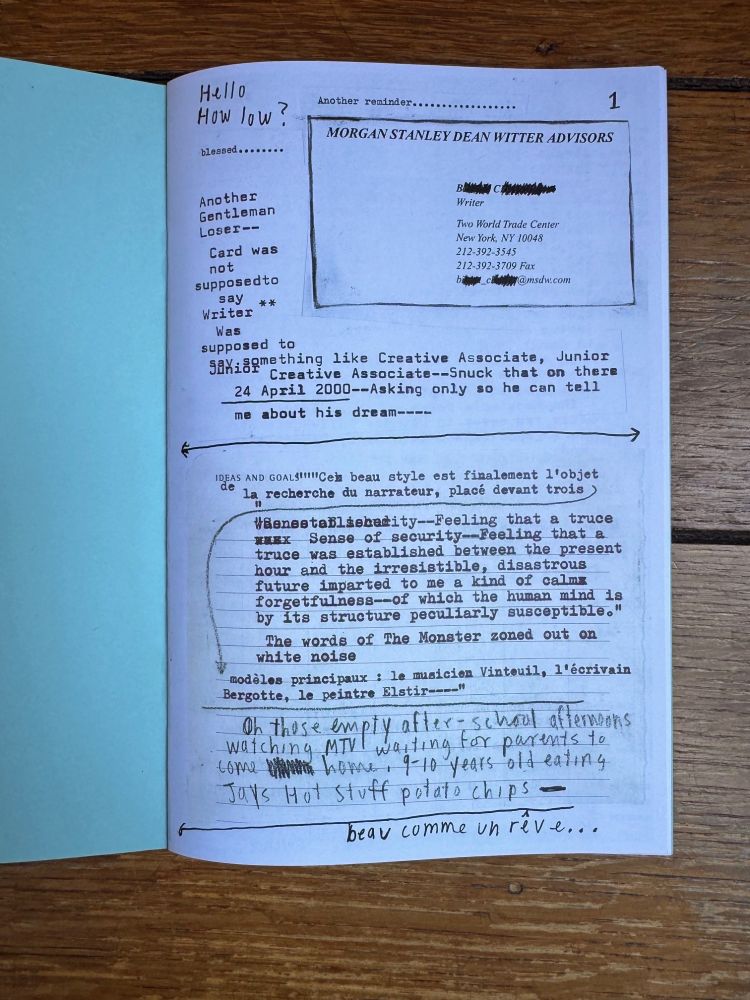 Hello
How low?
Another reminder..................
1
blessed........
MORGAN STANLEY DEAN WITTER ADVISORS
Writer
Two World Trade Center
New York, NY 10048
212-392-3545
212-392-3709 Fax
@msdw.com
Another
Gentleman
Loser--
Card was
not
supposedto
say **
Writer
Was
supposed to
say something like Creative Associate, Junior
Junior Creative Associate--Snuck that on there
24 April 2000--Asking only so he can tell
me about his dream----
IDEAS AND GOALS"""""Ce beau style est finalement l'objet
de la recherche du narrateur, placé devant trois
"
security--Feeling that a truce
Sense of security--Feeling that a
truce was established between the present
hour and the irresistible, disastrous
future imparted to me a kind of calm
forgetfulness--of which the human mind is
by its structure peculiarly susceptible."
The words of The Monster zoned out on
white noise
modèles principaux : le musicien Vinteuil, l'écrivain
Bergotte, le peintre Elstir----"
Oh those empty after-school afternoons
watching MTV waiting for parents to
come home. 9-10 years old eating
Jays Hot Stuff potato chips —
beau comme un rêve...